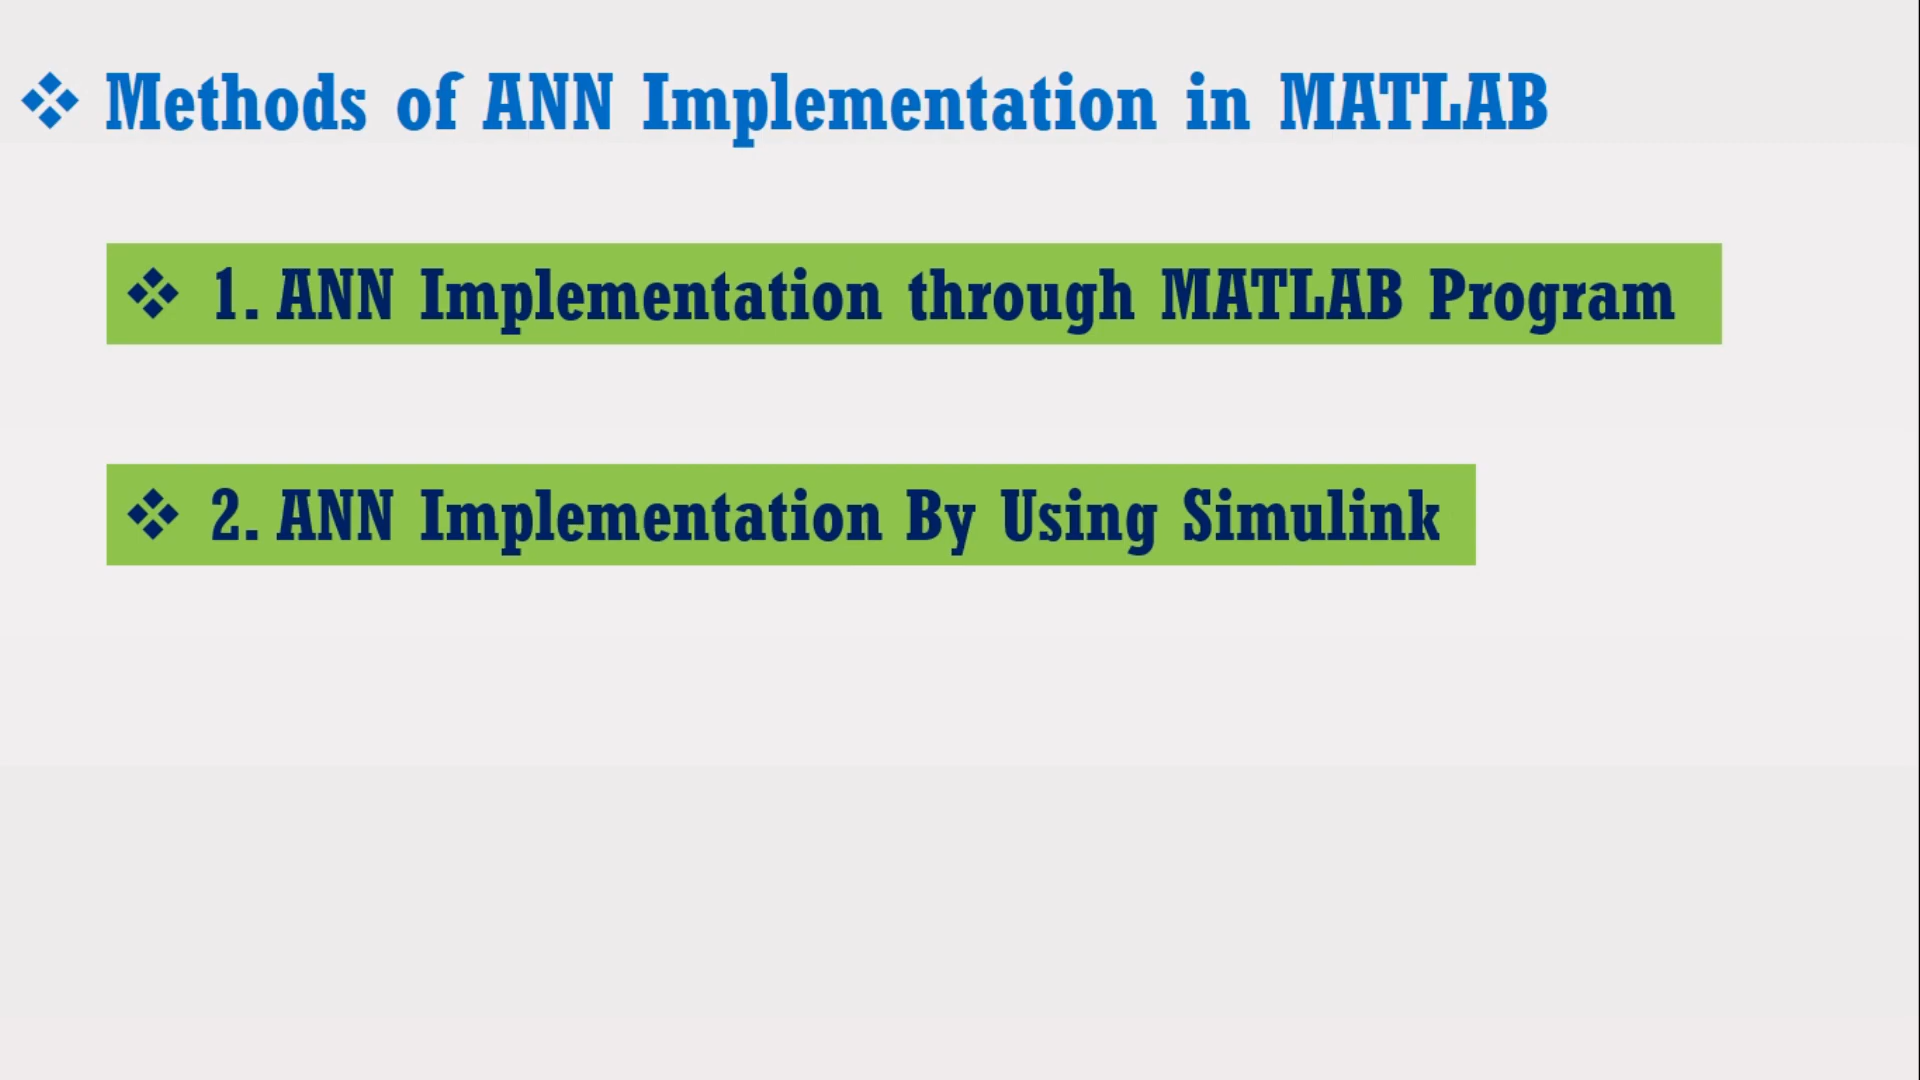 ❖ Methods of ANN Implementation in MATLAB
❖ 1. ANN Implementation through MATLAB Program
❖ 2. ANN Implementation By Using Simulink